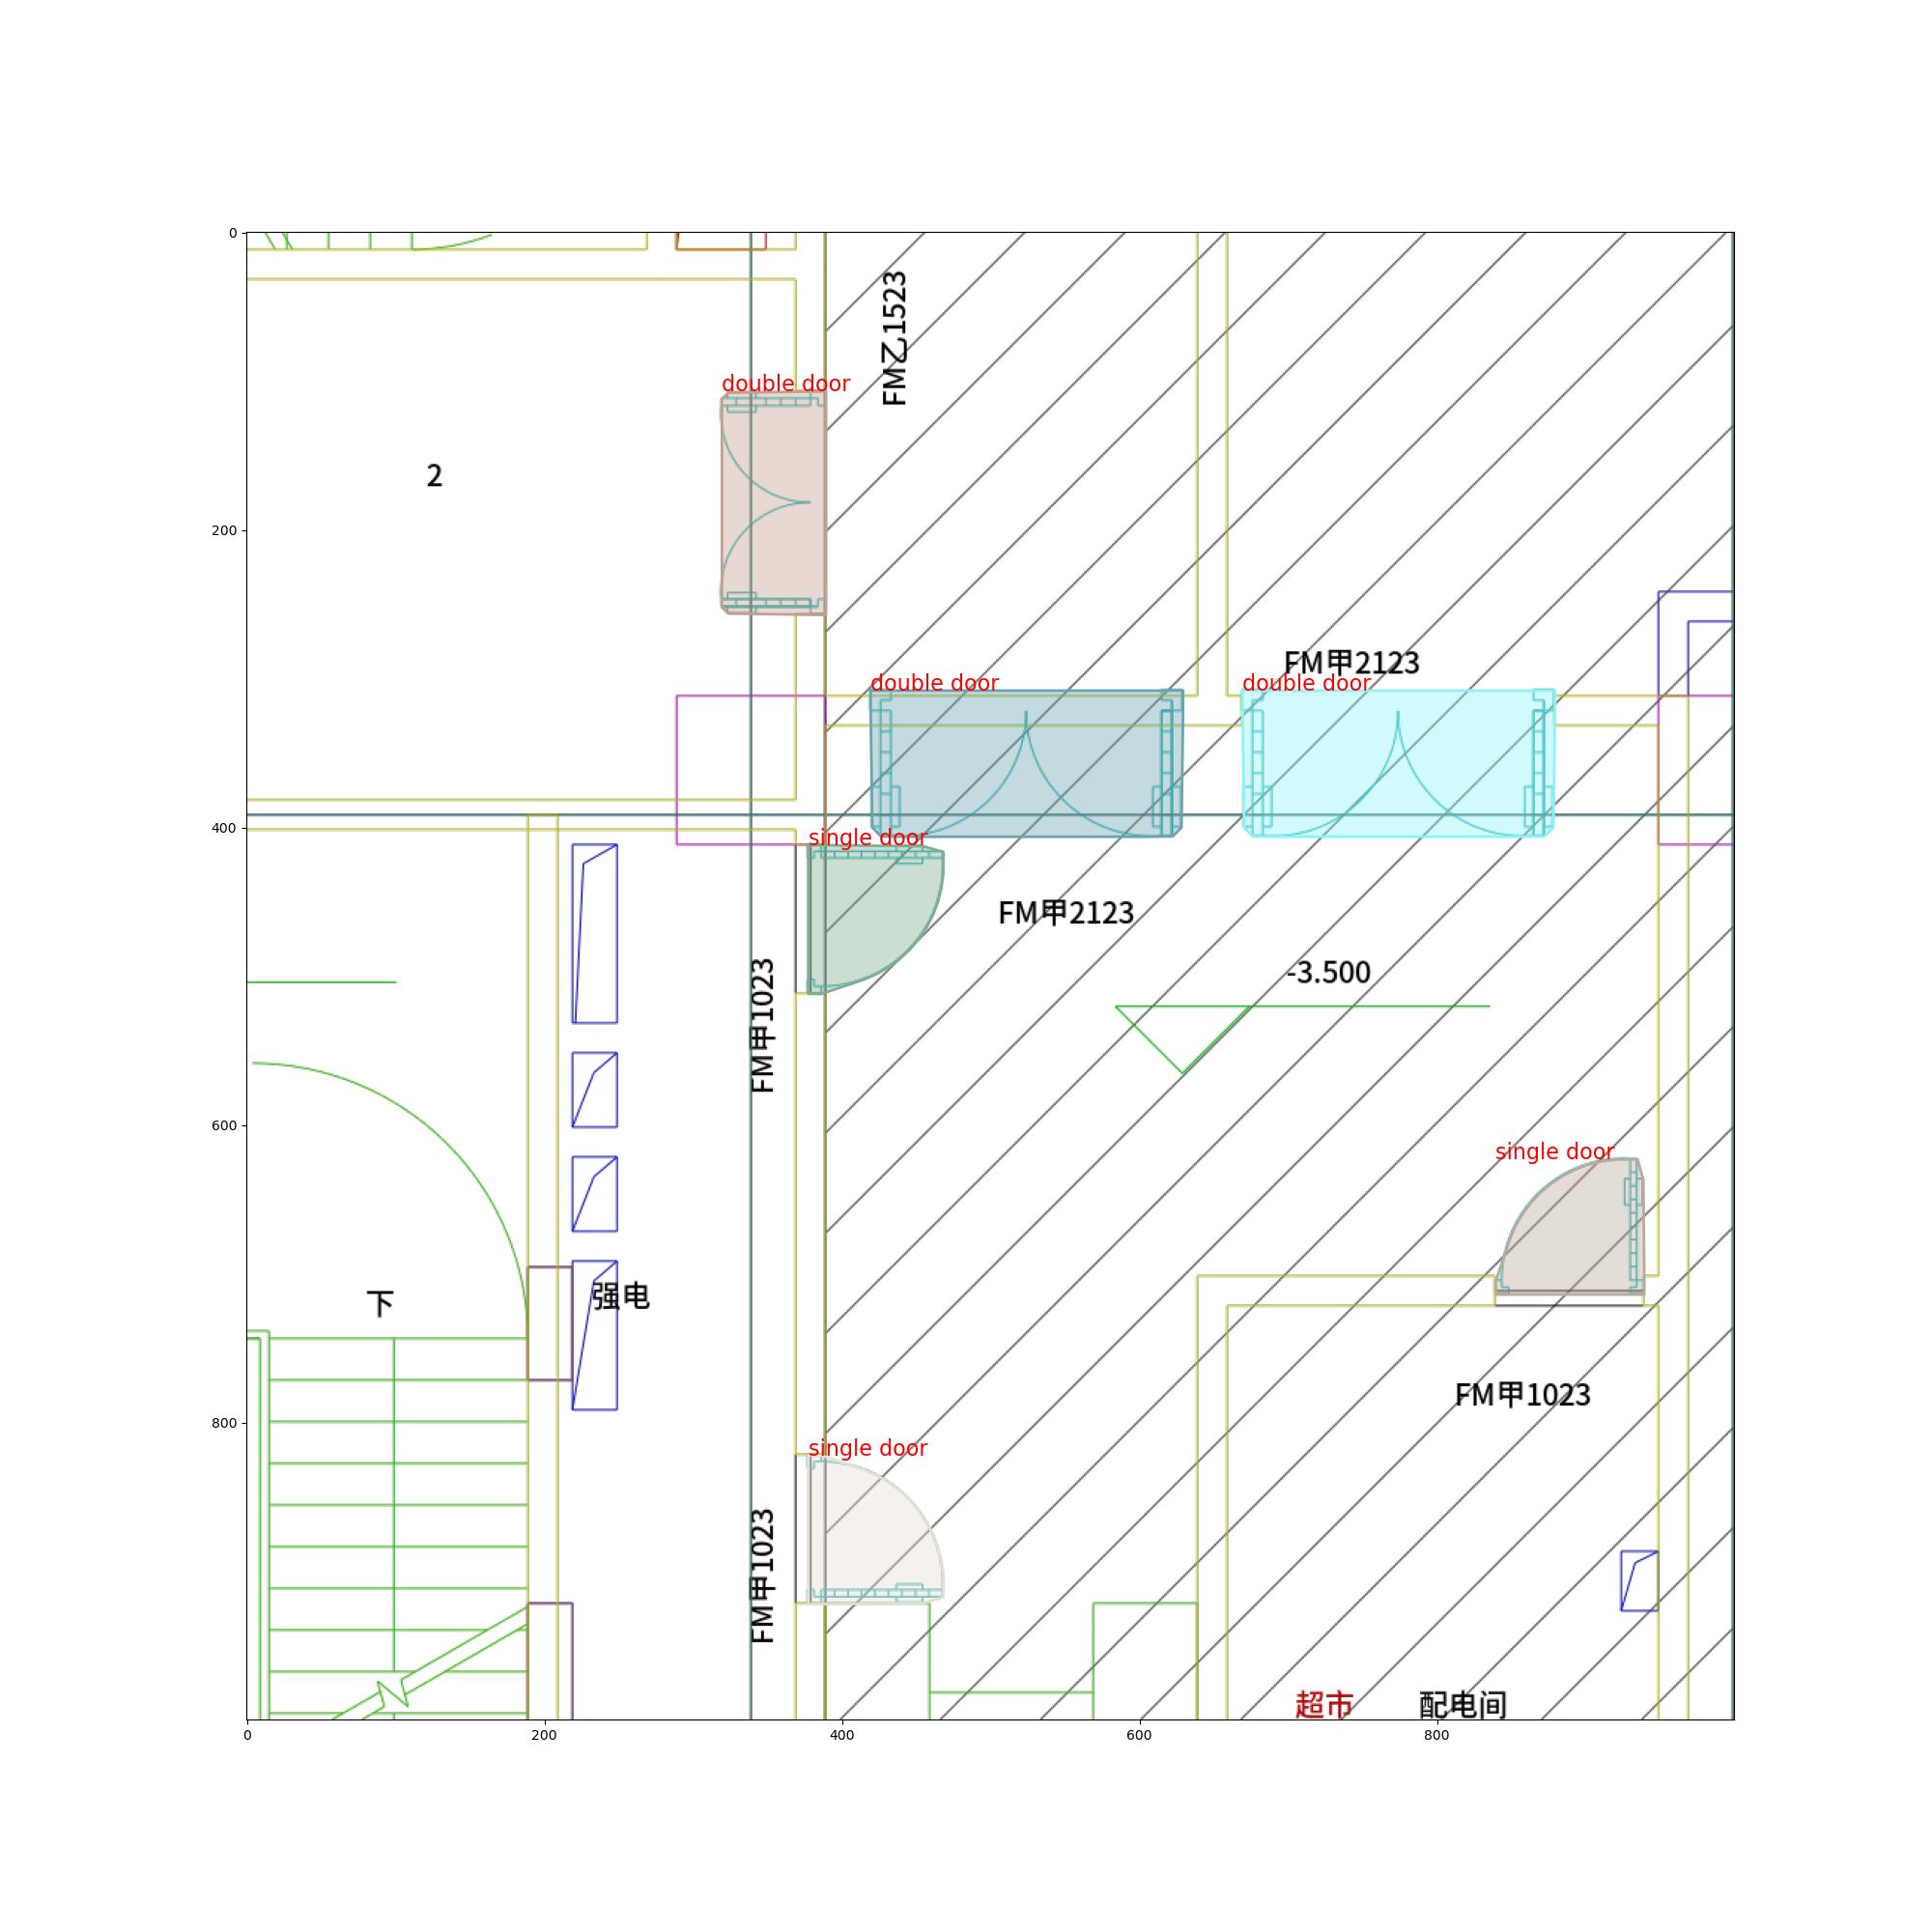 0
FM乙1523
double door
2
200
FM甲2123
double door
double door
400
single door
FM甲2123
-3.500
FM甲1023
600
single door
下
强电
FM甲1023
800
single door
FM甲1023
超市
配电间
0
200
400
600
800